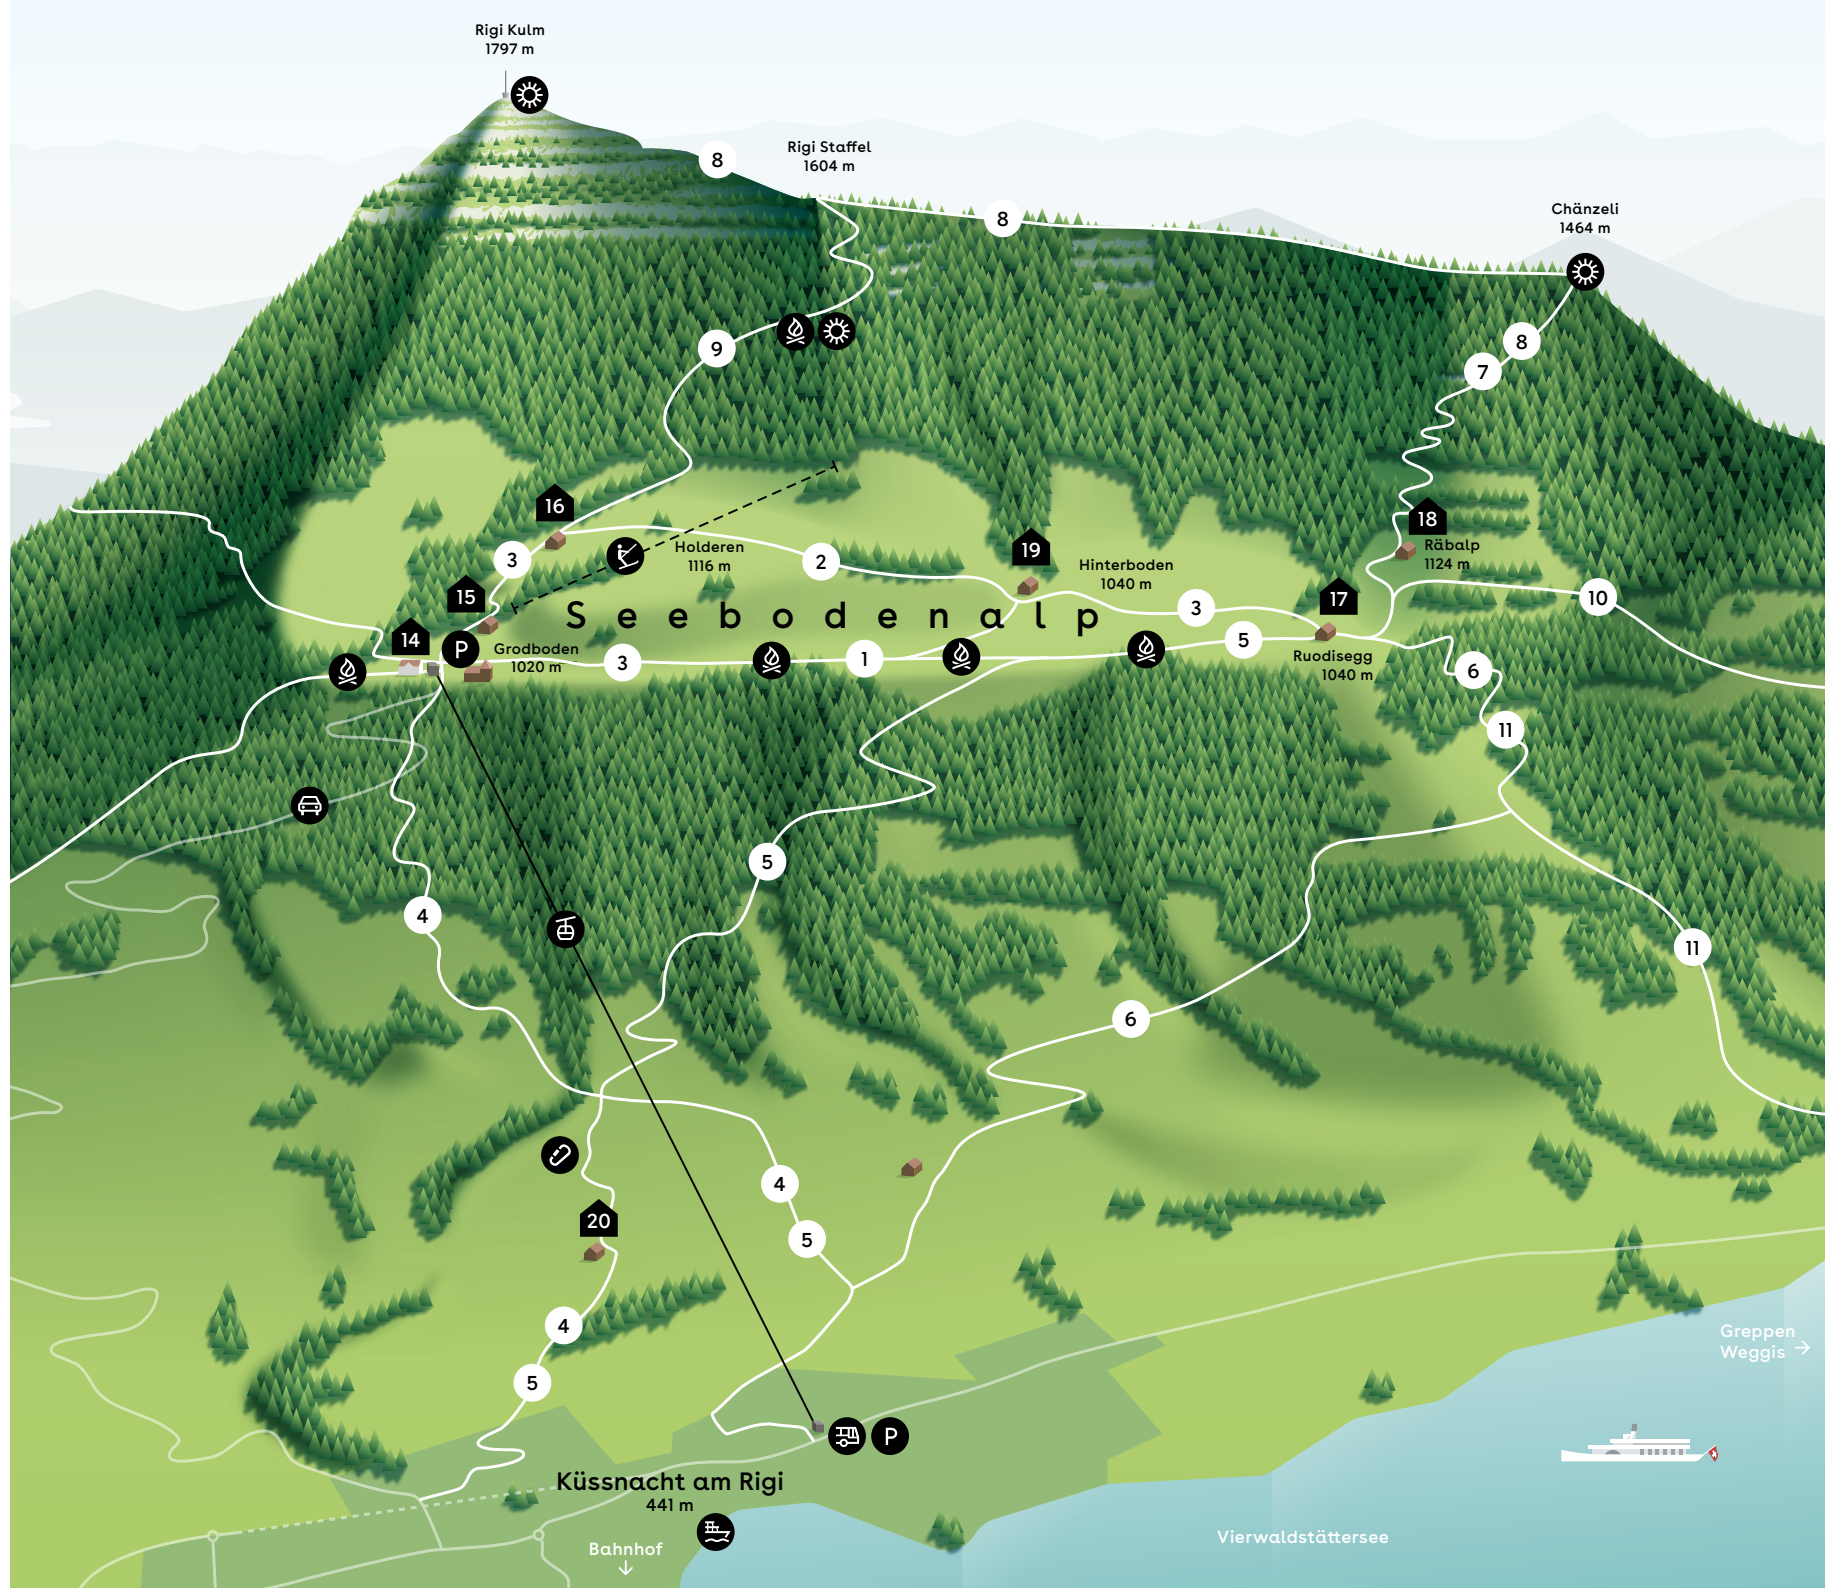 Rigi Kulm
1797 m
8
Rigi Staffel
1604 m
8
Chänzeli
1464 m
9
8
7
16
18
Räbalp
1124 m
3
Holderen
1116 m
2
19
Hinterboden
1040 m
15
17
10
3
Seebodenalp
14
P
Grodboden
1020 m
3
1
5
Ruodisegg
1040 m
6
11
5
4
11
6
4
20
5
4
5
P
Küssnacht am Rigi
441 m
Bahnhof
↓
Vierwaldstättersee
Greppen
Weggis →